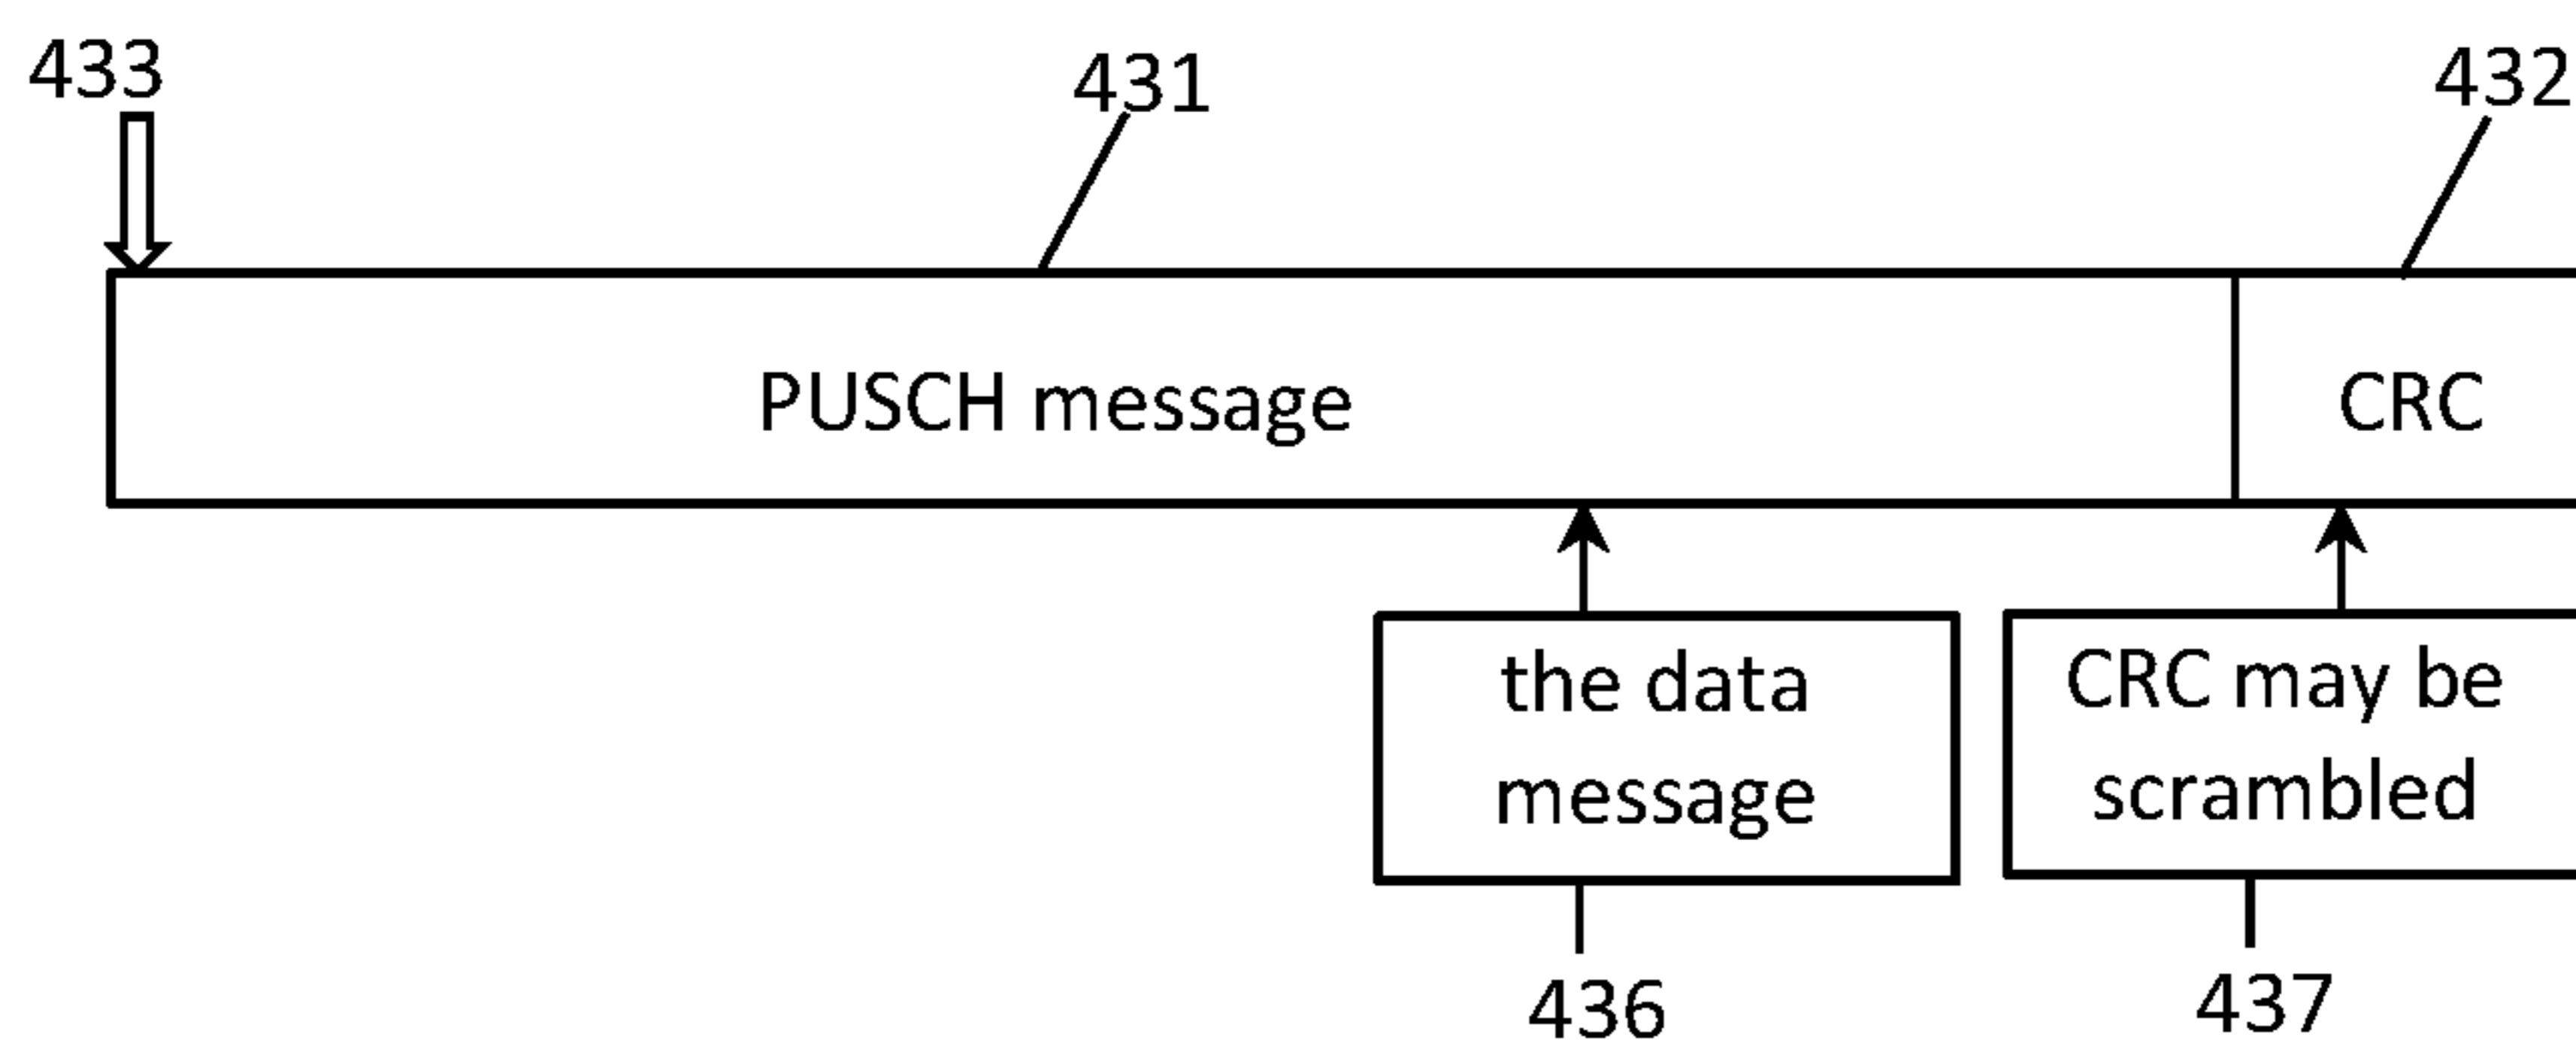 433
431
432
PUSCH message
CRC
the data
message
CRC may be
scrambled
436
437